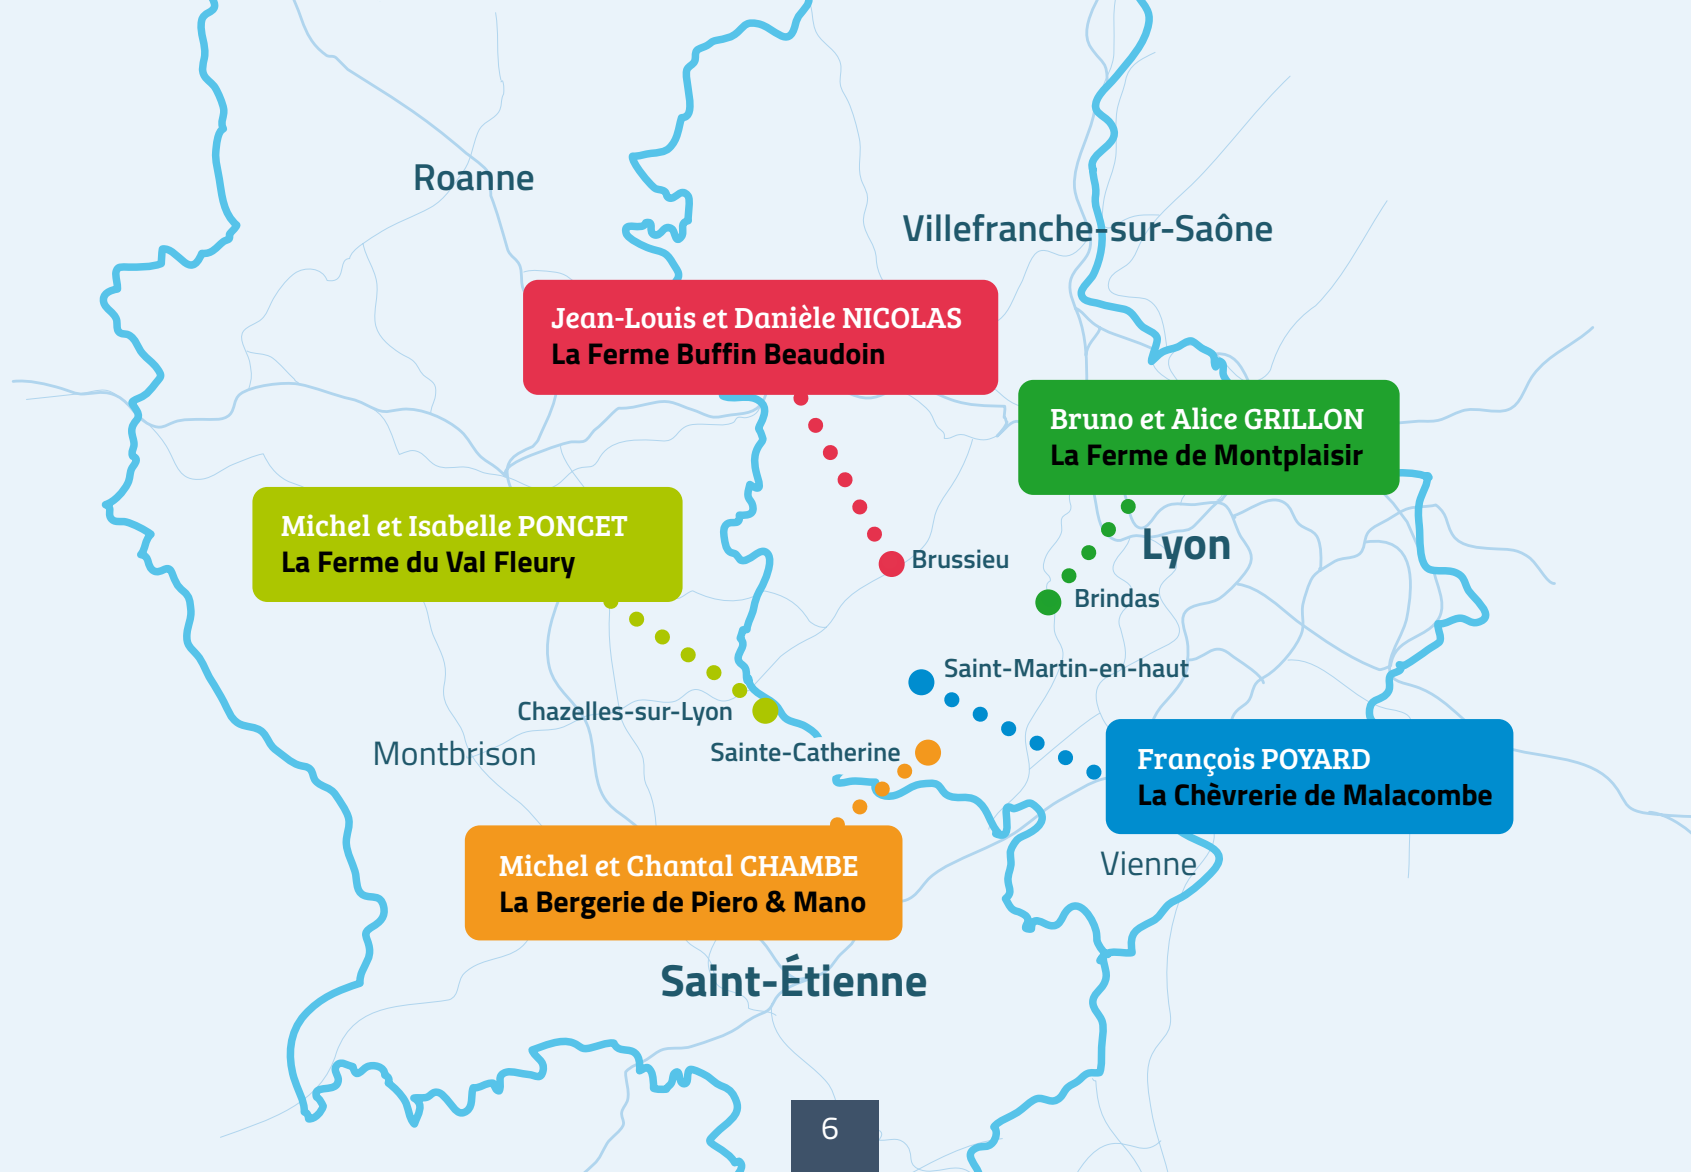 Roanne
Villefranche-sur-Saône
Jean-Louis et Danièle NICOLAS
La Ferme Buffin Beaudoin
Bruno et Alice GRILLON
La Ferme de Montplaisir
Michel et Isabelle PONCET
La Ferme du Val Fleury
Lyon
Brussieu
Brindas
Saint-Martin-en-haut
Chazelles-sur-Lyon
Montbrison
Sainte-Catherine
François POYARD
La Chèvrerie de Malacombe
Michel et Chantal CHAMBE
La Bergerie de Piero & Mano
Vienne
Saint-Étienne
6